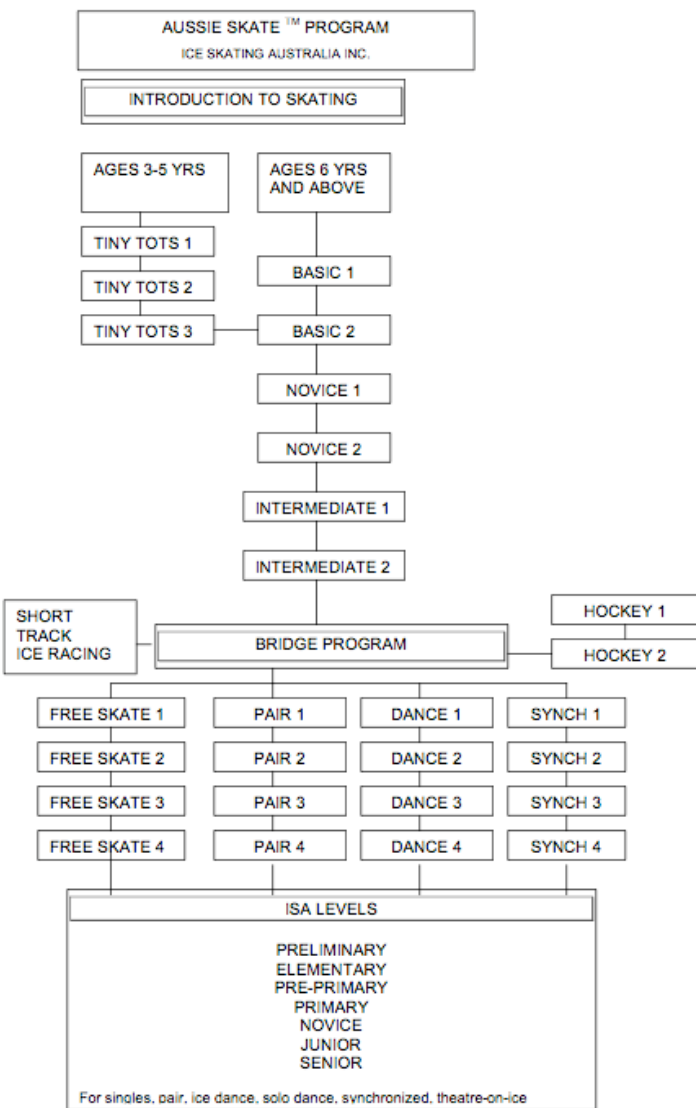 AUSSIE SKATE ™ PROGRAM
ICE SKATING AUSTRALIA INC.
INTRODUCTION TO SKATING
AGES 3-5 YRS
AGES 6 YRS
AND ABOVE
TINY TOTS 1
TINY TOTS 2
TINY TOTS 3
BASIC 1
BASIC 2
NOVICE 1
NOVICE 2
INTERMEDIATE 1
INTERMEDIATE 2
SHORT
TRACK
ICE RACING
BRIDGE PROGRAM
HOCKEY 1
HOCKEY 2
FREE SKATE 1
PAIR 1
DANCE 1
SYNCH 1
FREE SKATE 2
PAIR 2
DANCE 2
SYNCH 2
FREE SKATE 3
PAIR 3
DANCE 3
SYNCH 3
FREE SKATE 4
PAIR 4
DANCE 4
SYNCH 4
ISA LEVELS
PRELIMINARY
ELEMENTARY
PRE-PRIMARY
PRIMARY
NOVICE
JUNIOR
SENIOR
For singles, pair, ice dance, solo dance, synchronized, theatre-on-ice